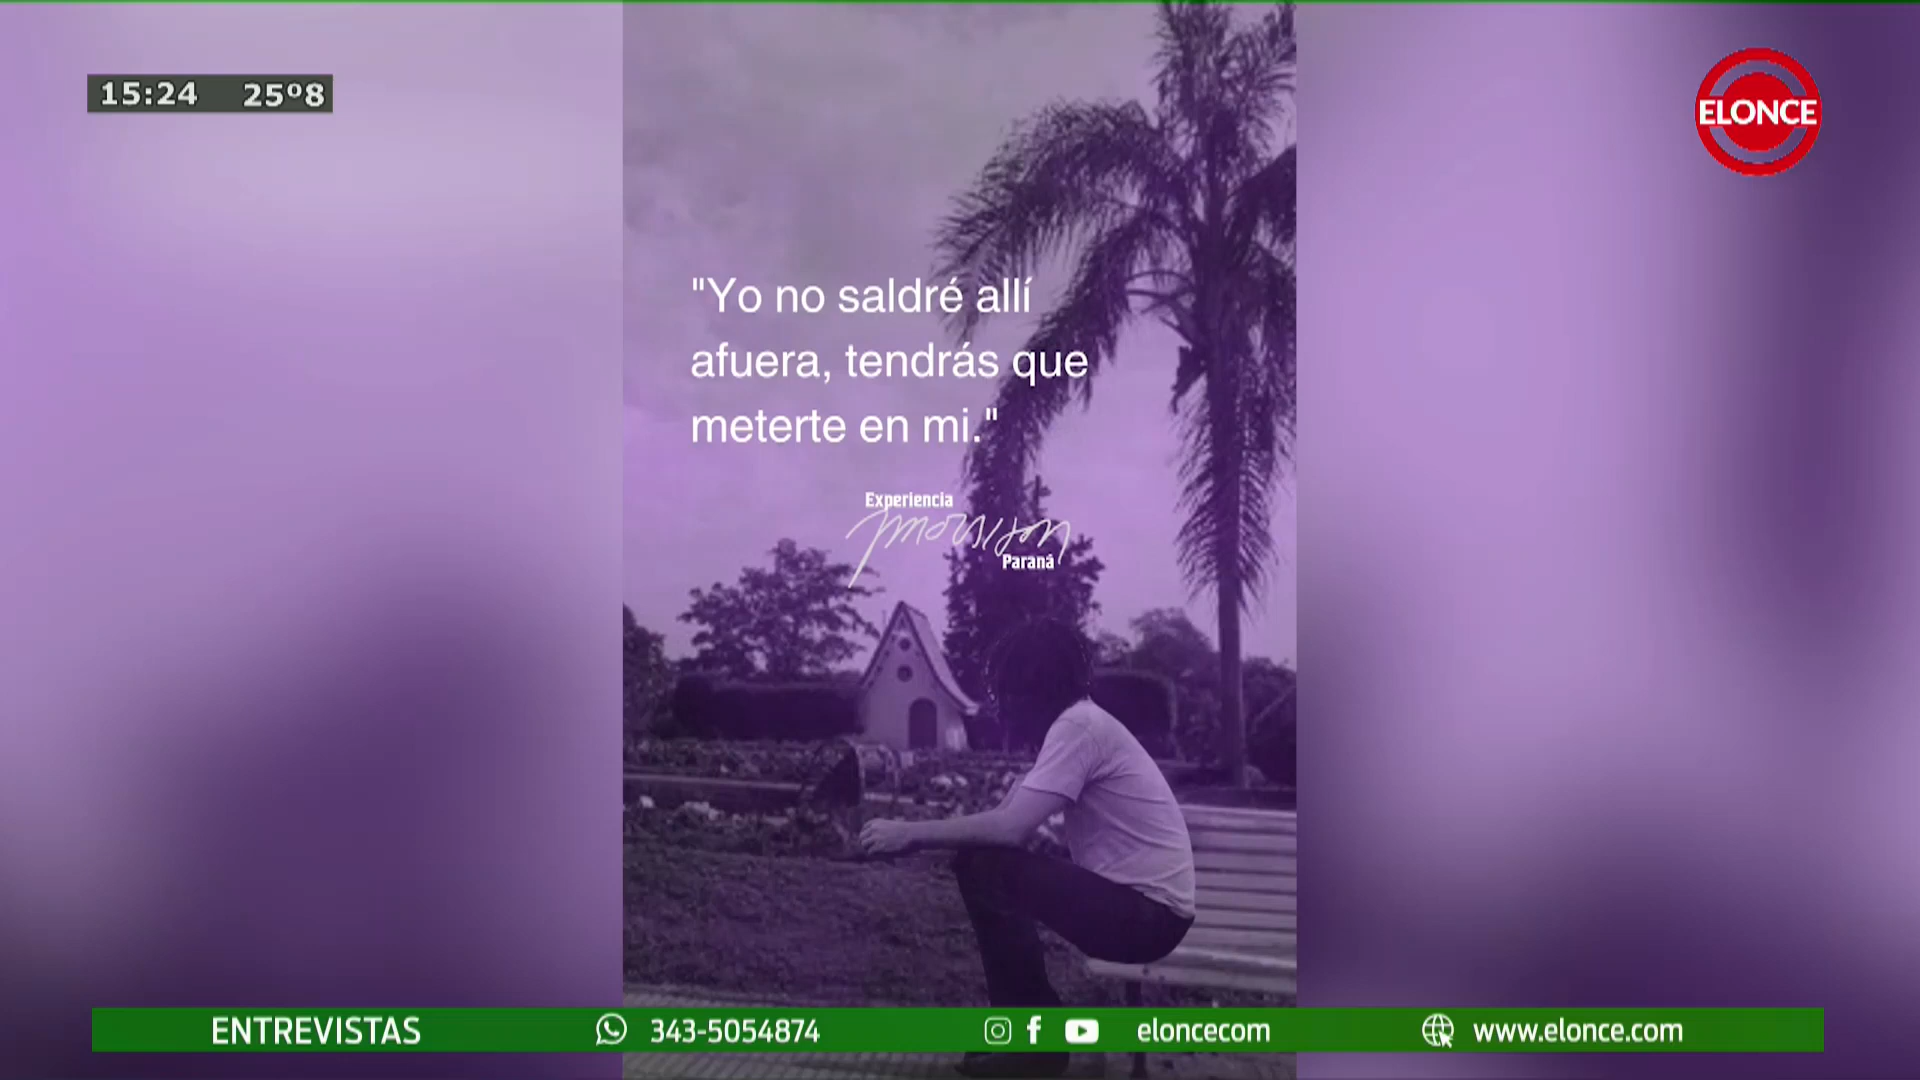 15:24 25º8
ELONCE
"Yo no saldré allí
afuera, tendrás que
meterte en mi."
Experiencia
morrison
Paraná
ENTREVISTAS 343-5054874 eloncecom www.elonce.com